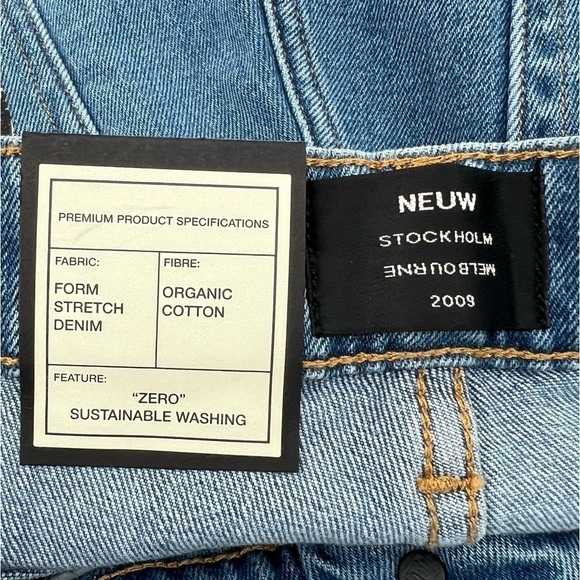 PREMIUM PRODUCT SPECIFICATIONS
FABRIC:
FORM
STRETCH
DENIM
FIBRE:
ORGANIC
COTTON
FEATURE:
“ZERO”
SUSTAINABLE WASHING
NEUW
STOCKHOLM
MELBOURNE
2009